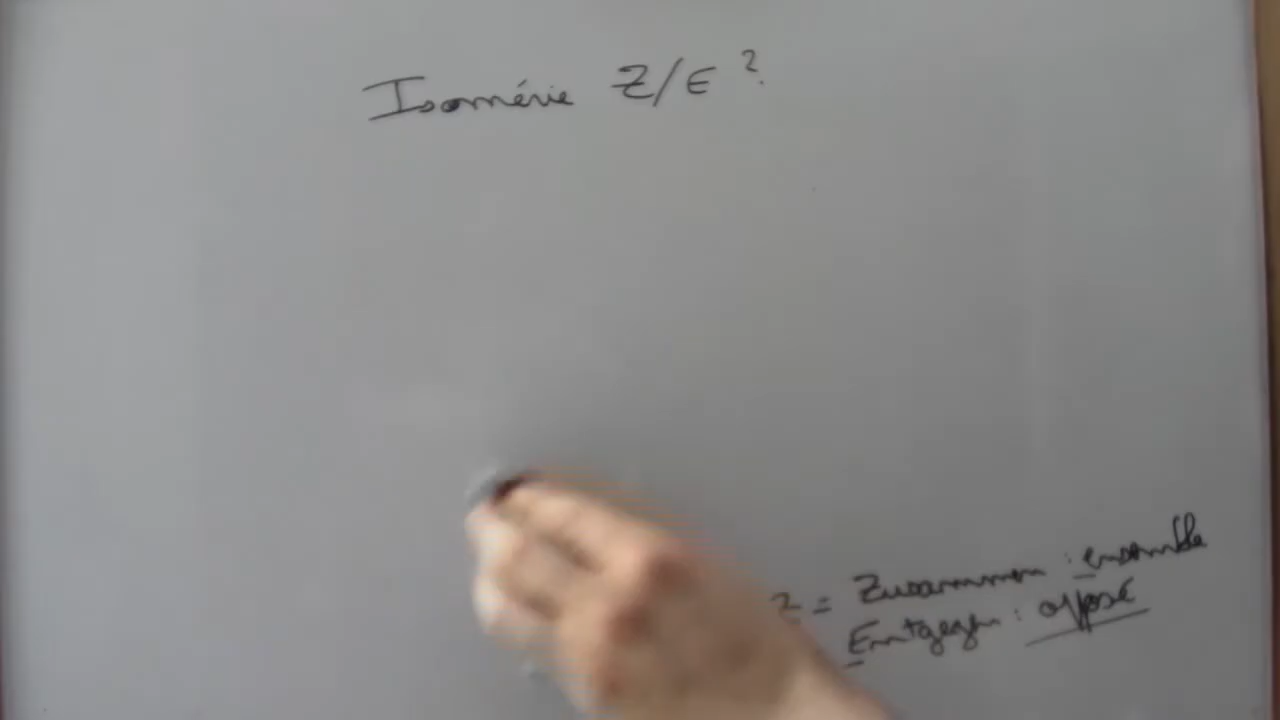 Isomérie Z/E ?
Z = Zusammen : ensemble
Entgegen : opposé